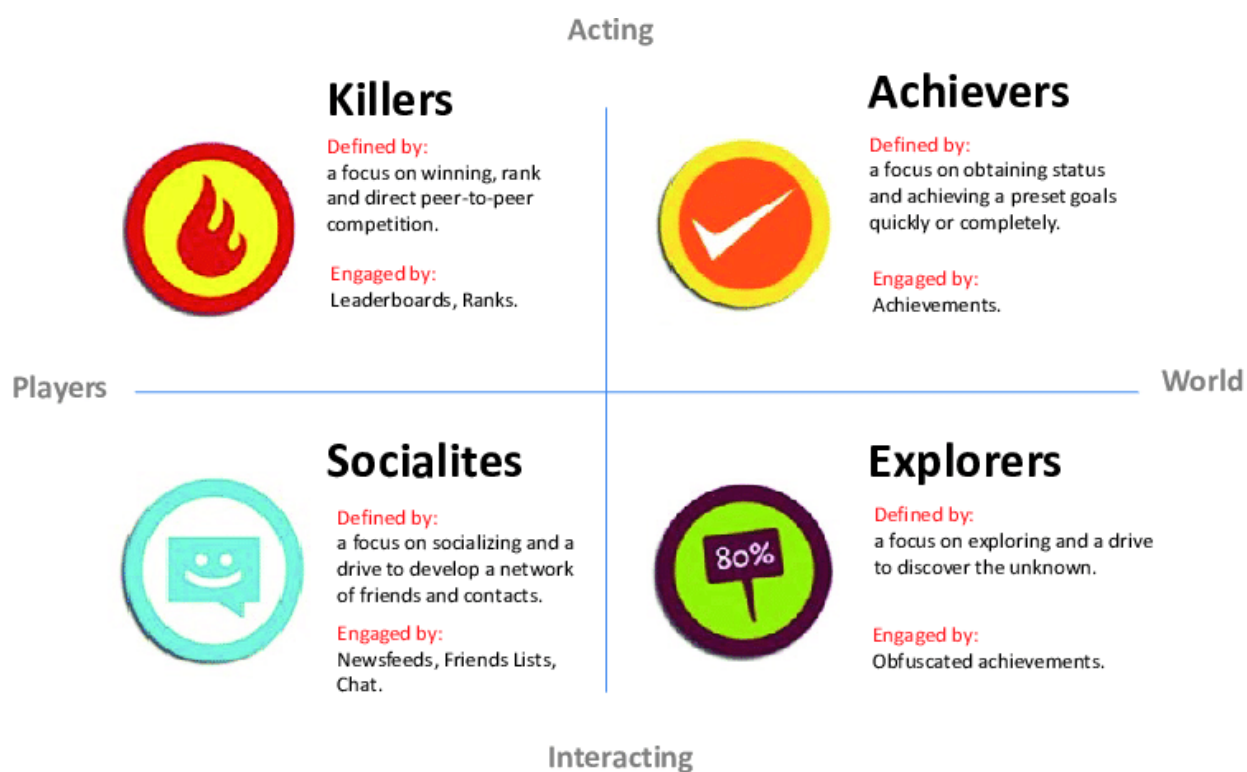 Acting
Killers
Defined by:
a focus on winning, rank
and direct peer-to-peer
competition.
Engaged by:
Leaderboards, Ranks.
Achievers
Defined by:
a focus on obtaining status
and achieving a preset goals
quickly or completely.
Engaged by:
Achievements.
Players
World
Socialites
Defined by:
a focus on socializing and a
drive to develop a network
of friends and contacts.
Engaged by:
Newsfeeds, Friends Lists,
Chat.
Explorers
80%
Defined by:
a focus on exploring and a drive
to discover the unknown.
Engaged by:
Obfuscated achievements.
Interacting